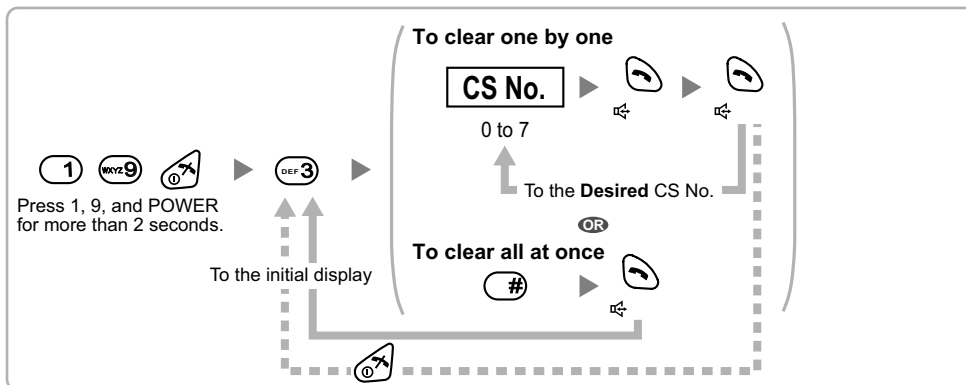 To clear one by one
CS No.
0 to 7
1 WXYZ 9
DEF 3
Press 1, 9, and POWER
for more than 2 seconds.
To the Desired CS No.
OR
To clear all at once
To the initial display
#